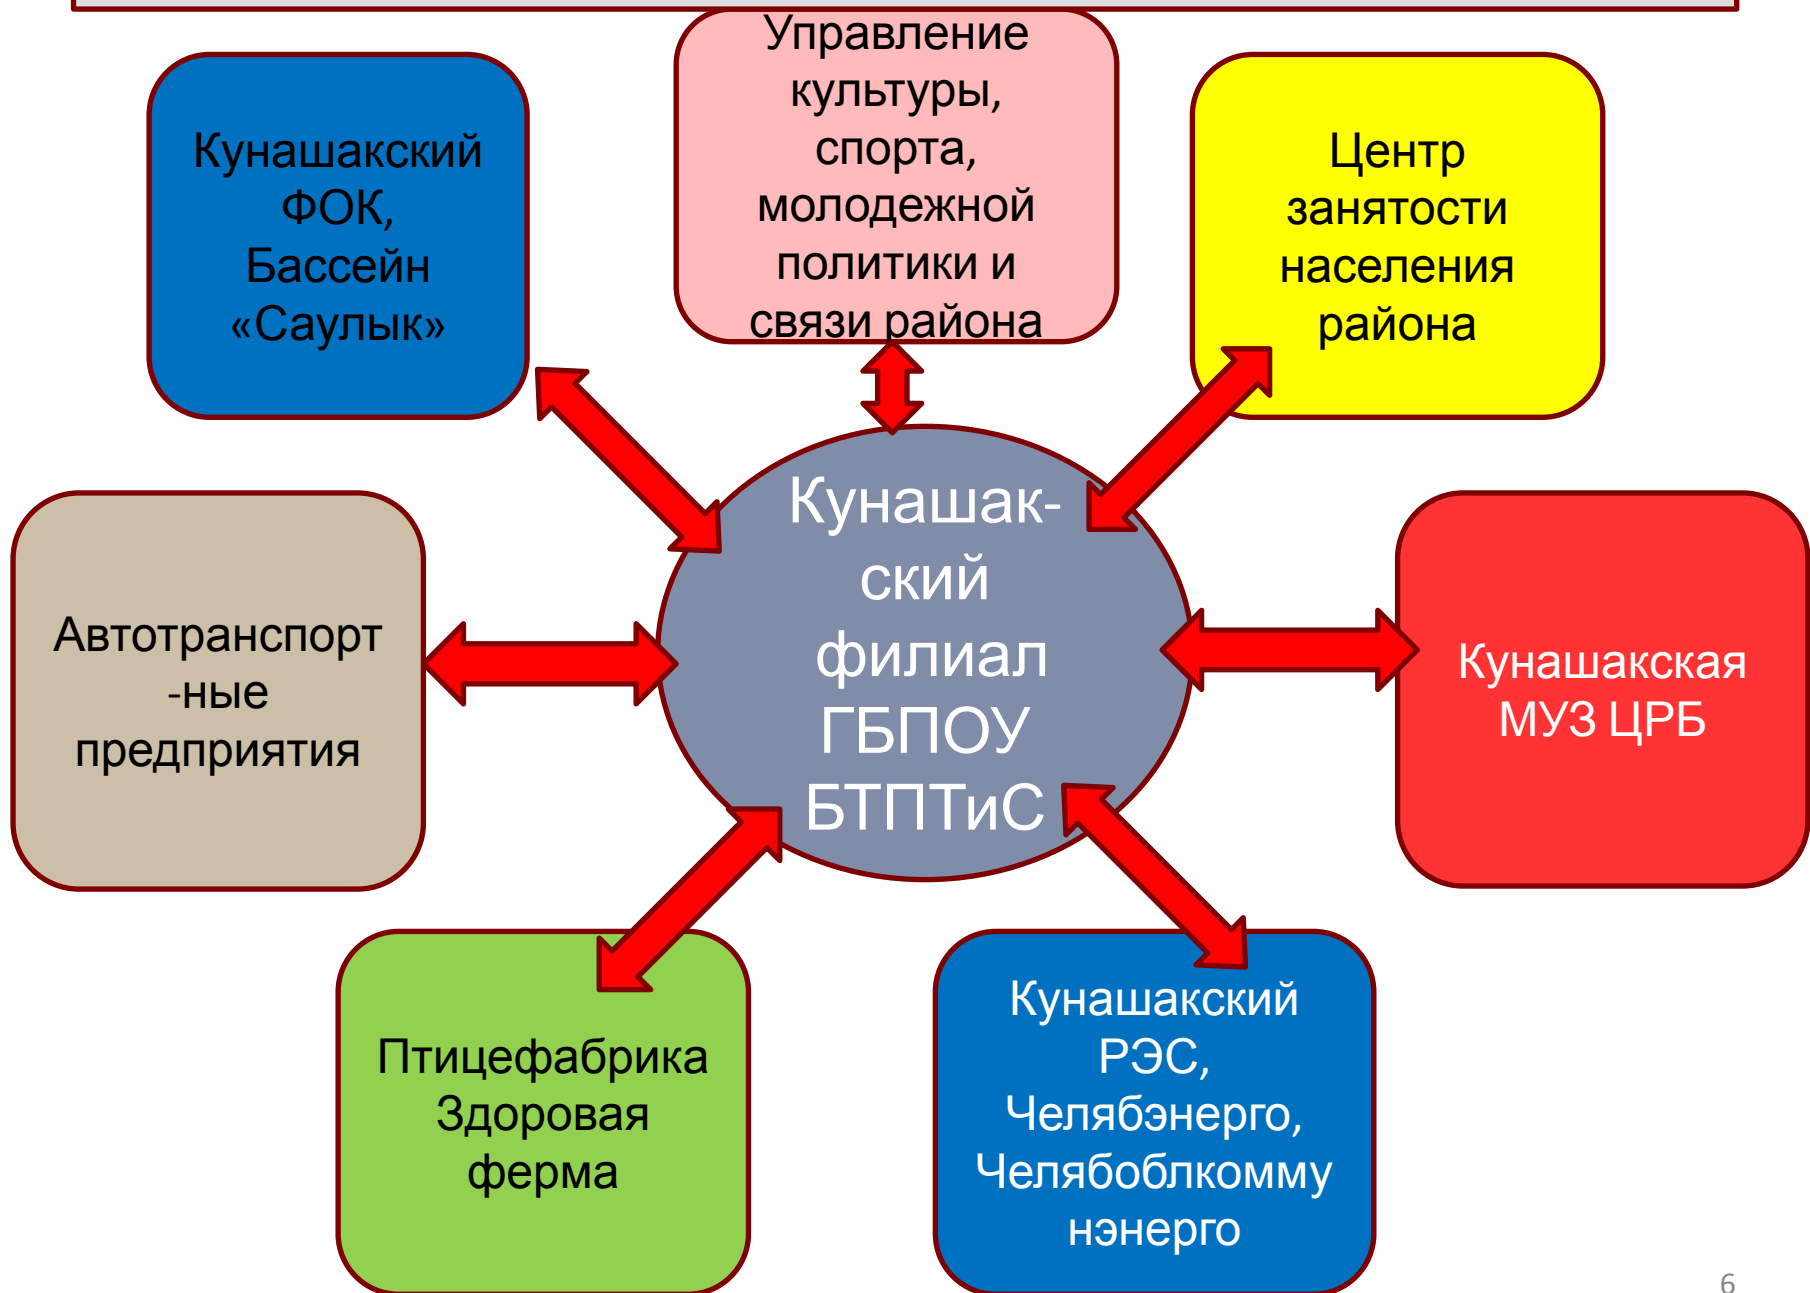 Управление
культуры,
спорта,
молодежной
политики и
связи района
Кунашакский
ФОК,
Бассейн
«Саулык»
Центр
занятости
населения
района
Кунашак-
ский
филиал
ГБПОУ
БТПТиС
Автотранспорт
-ные
предприятия
Кунашакская
МУЗ ЦРБ
Птицефабрика
Здоровая
ферма
Кунашакский
РЭС,
Челябэнерго,
Челябоблкомму
нэнерго
6